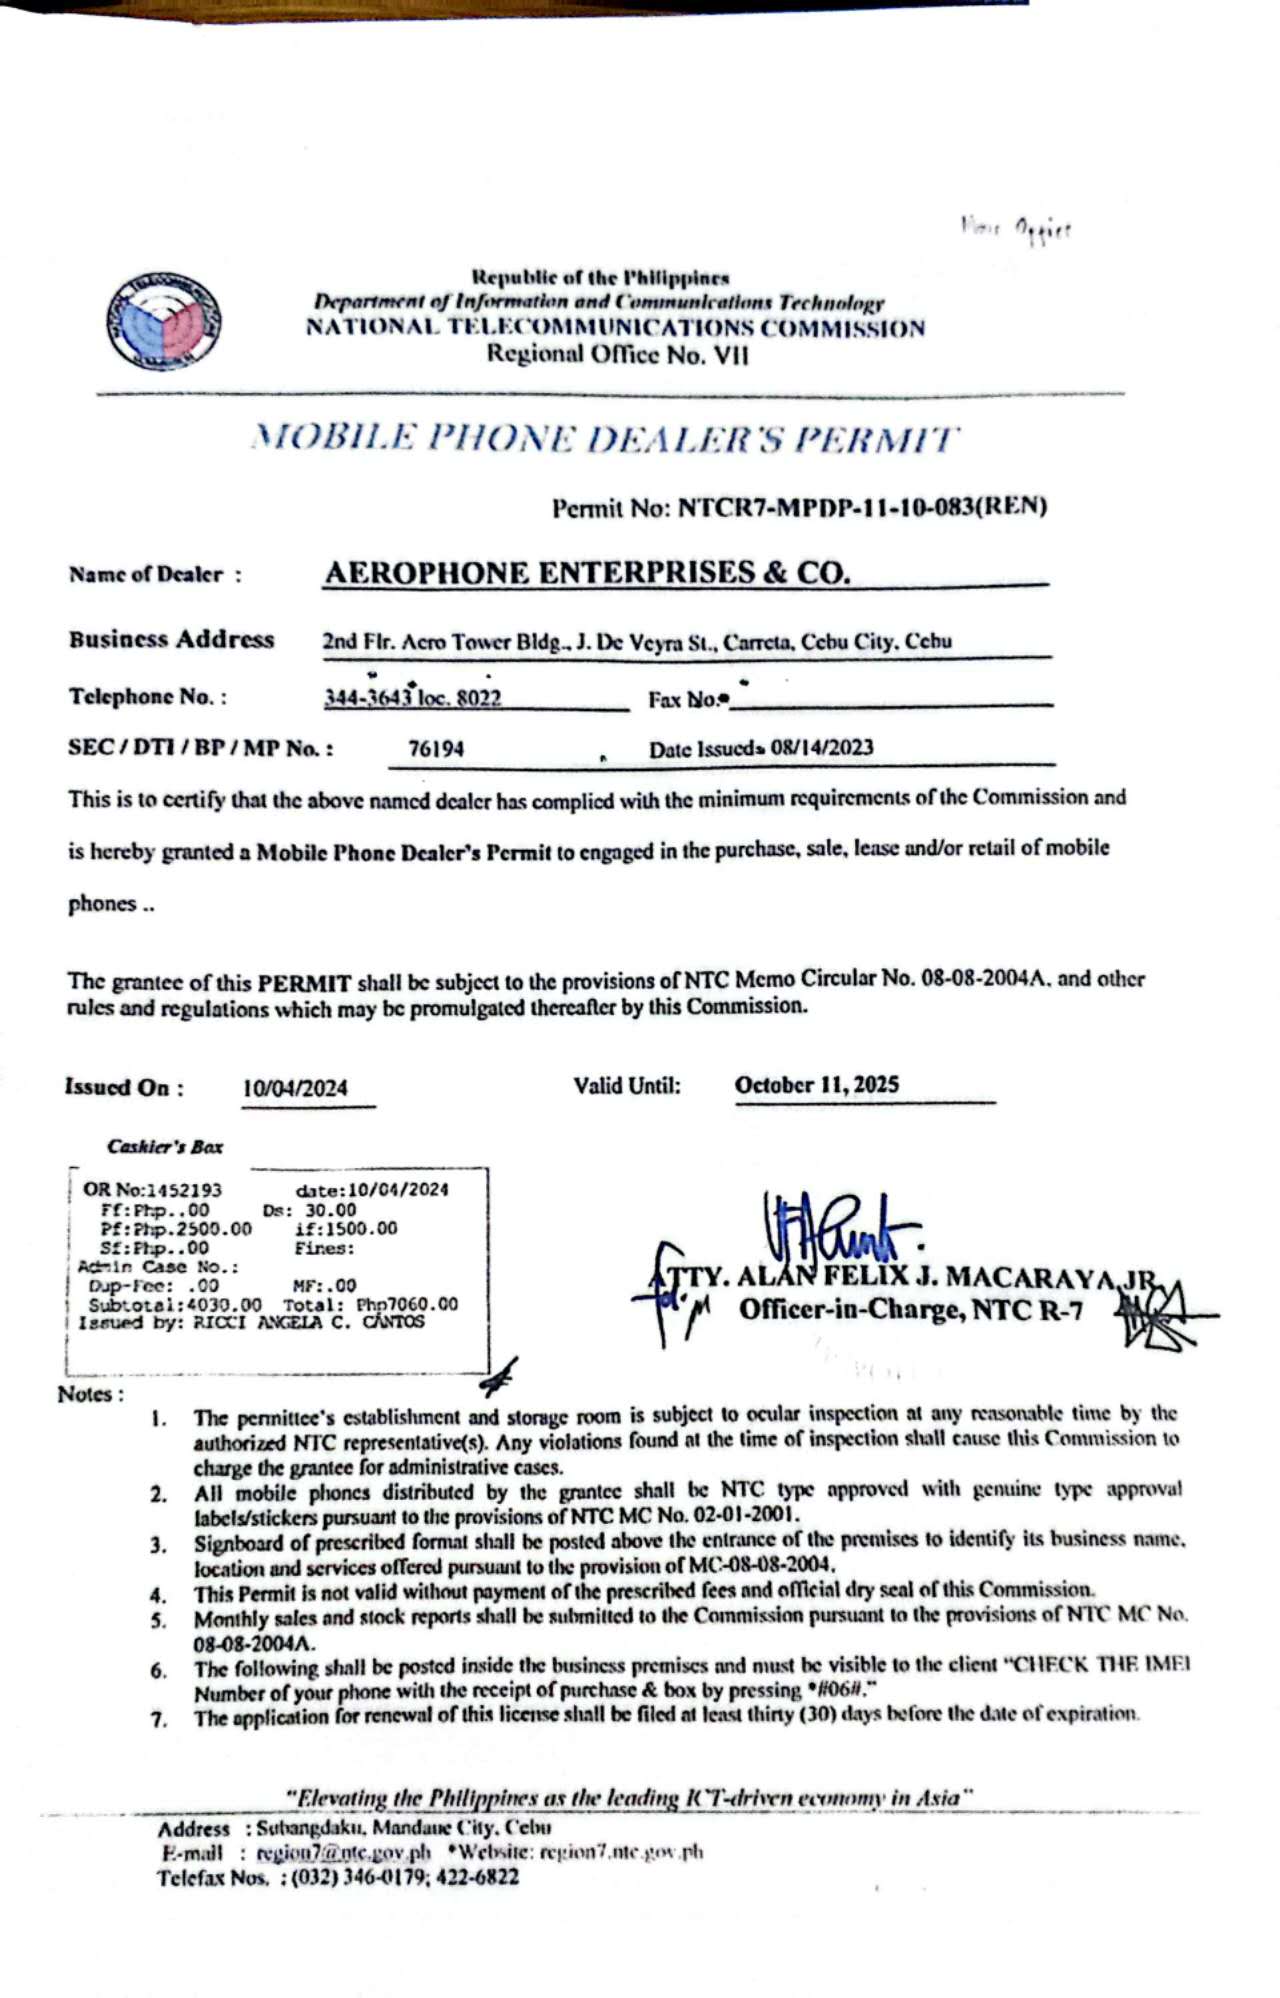 Office
Republic of the Philippines
Department of Information and Communications Technology
NATIONAL TELECOMMUNICATIONS COMMISSION
Regional Office No. VII
MOBILE PHONE DEALER'S PERMIT
Permit No: NTCR7-MPDP-11-10-083(REN)
Name of Dealer : AEROPHONE ENTERPRISES & CO.
Business Address 2nd Flr. Aero Tower Bldg., J. De Veyra St., Carreta, Cebu City, Cebu
Telephone No. : 344-3643 loc. 8022 Fax No.
SEC / DTI / BP / MP No. : 76194 Date Issued: 08/14/2023
This is to certify that the above named dealer has complied with the minimum requirements of the Commission and
is hereby granted a Mobile Phone Dealer's Permit to engaged in the purchase, sale, lease and/or retail of mobile
phones ..
The grantee of this PERMIT shall be subject to the provisions of NTC Memo Circular No. 08-08-2004A, and other
rules and regulations which may be promulgated thereafter by this Commission.
Issued On : 10/04/2024 Valid Until: October 11, 2025
Caskier's Box
OR No:1452193 date:10/04/2024
Ff:Php..00 Ds: 30.00
Pf:Php.2500.00 if:1500.00
Sf:Php..00 Fines:
Admin Case No.:
Dup-Fee: .00 MF:.00
Subtotal:4030.00 Total: Php7060.00
Issued by: RICCI ANGELA C. CANTOS
ATTY. ALAN FELIX J. MACARAYA,JR.
Officer-in-Charge, NTC R-7
Notes :
1. The permittee's establishment and storage room is subject to ocular inspection at any reasonable time by the
authorized NTC representative(s). Any violations found at the time of inspection shall cause this Commission to
charge the grantee for administrative cases.
2. All mobile phones distributed by the grantee shall be NTC type approved with genuine type approval
labels/stickers pursuant to the provisions of NTC MC No. 02-01-2001.
3. Signboard of prescribed format shall be posted above the entrance of the premises to identify its business name,
location and services offered pursuant to the provision of MC-08-08-2004.
4. This Permit is not valid without payment of the prescribed fees and official dry seal of this Commission.
5. Monthly sales and stock reports shall be submitted to the Commission pursuant to the provisions of NTC MC No.
08-08-2004A.
6. The following shall be posted inside the business premises and must be visible to the client "CHECK THE IMEI
Number of your phone with the receipt of purchase & box by pressing *#06#."
7. The application for renewal of this license shall be filed at least thirty (30) days before the date of expiration.
"Elevating the Philippines as the leading ICT-driven economy in Asia"
Address : Subangdaku, Mandaue City, Cebu
E-mail : region7@ntc.gov.ph *Website: region7.ntc.gov.ph
Telefax Nos. : (032) 346-0179; 422-6822